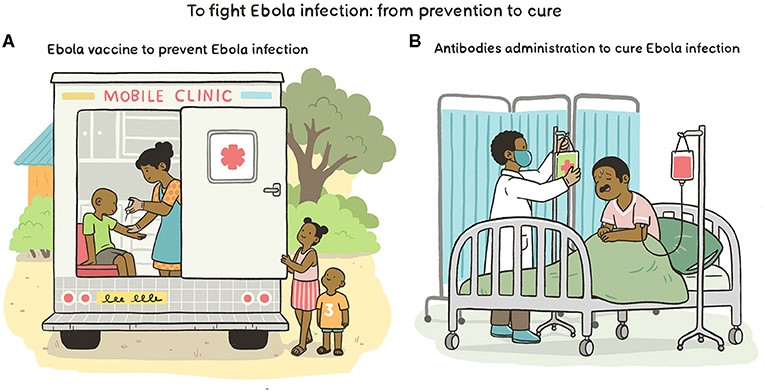 To fight Ebola infection: from prevention to cure
A
Ebola vaccine to prevent Ebola infection
B
Antibodies administration to cure Ebola infection
MOBILE CLINIC
3